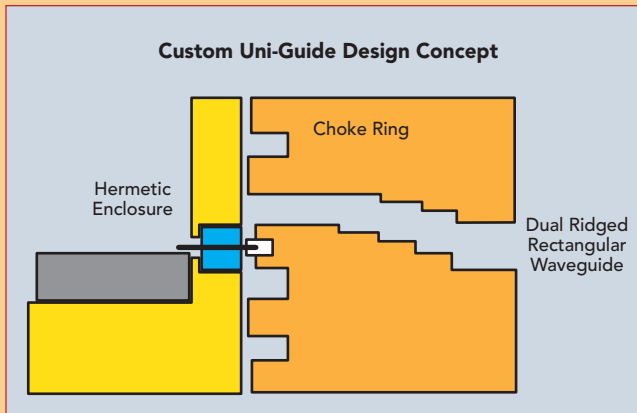 Custom Uni-Guide Design Concept
Choke Ring
Hermetic
Enclosure
Dual Ridged
Rectangular
Waveguide